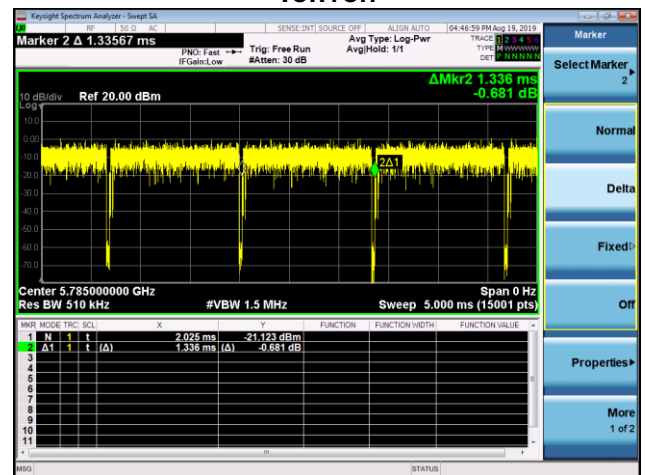 Keysight Spectrum Analyzer - Swept SA
RF 50 Ω AC SENSE:INT SOURCE OFF ALIGN AUTO 04:46:59 PM Aug 19, 2019
Marker 2 Δ 1.33567 ms
PNO: Fast
IFGain:Low
Trig: Free Run
#Atten: 30 dB
Avg Type: Log-Pwr
Avg|Hold: 1/1
TRACE 1 2 3 4 5 6
TYPE M WWWWW
DET P N N N N N
Marker
Select Marker
2
Normal
Delta
Fixed
Off
Properties
More
1 of 2
ΔMkr2 1.336 ms
-0.681 dB
10 dB/div Ref 20.00 dBm
Log
10.0
0.00
-10.0
-20.0
-30.0
-40.0
-50.0
-60.0
-70.0
2Δ1
Center 5.785000000 GHz Span 0 Hz
Res BW 510 kHz #VBW 1.5 MHz Sweep 5.000 ms (15001 pts)
MKR MODE TRC SCL X Y FUNCTION FUNCTION WIDTH FUNCTION VALUE
1 N 1 t 2.025 ms -21.123 dBm
2 Δ1 1 t (Δ) 1.336 ms (Δ) -0.681 dB
3
4
5
6
7
8
9
10
11
MSG STATUS